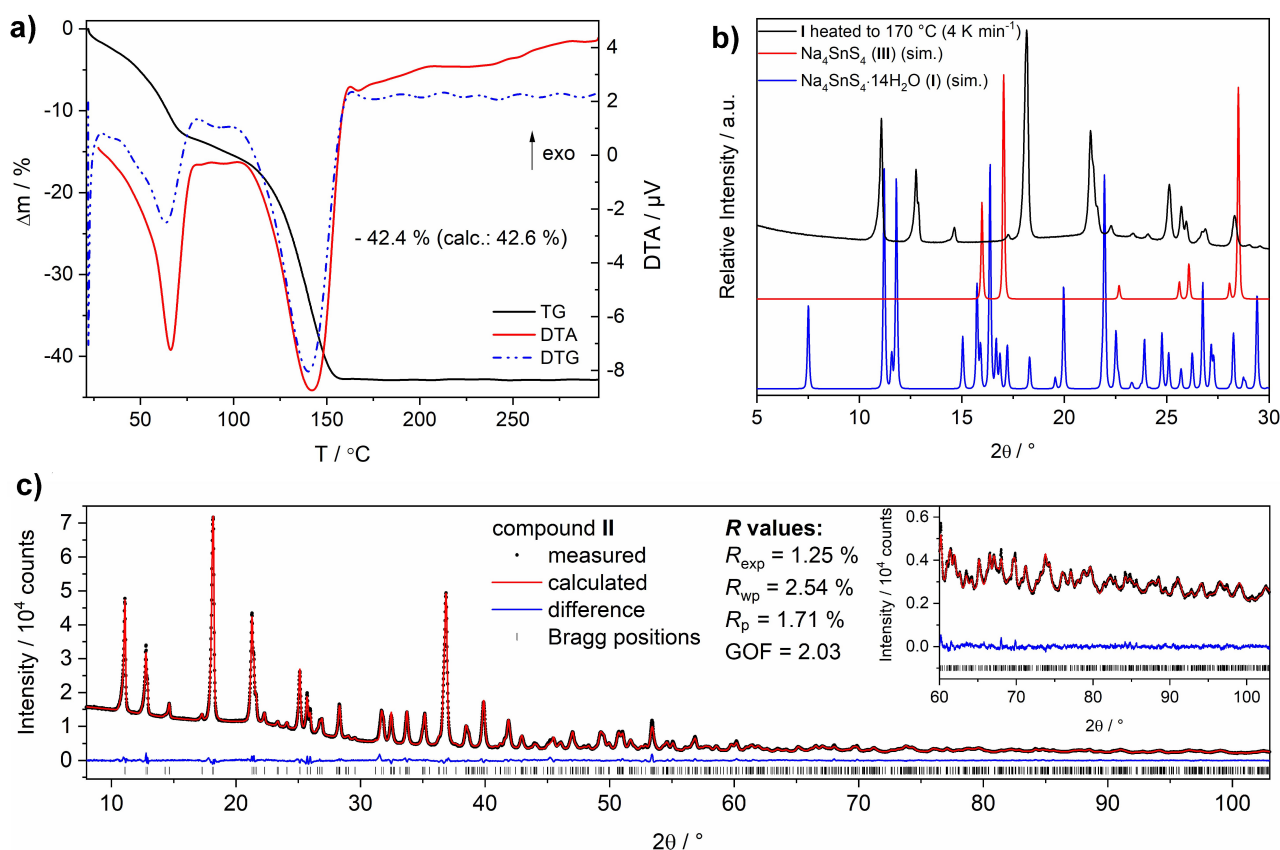 a)
0
-10
-20
-30
-40
Δm / %
4
2
0
-2
-4
-6
-8
DTA / μV
exo
- 42.4 % (calc.: 42.6 %)
TG
DTA
DTG
50
100
150
200
250
T / °C
b)
I heated to 170 °C (4 K min⁻¹)
Na₄SnS₄ (III) (sim.)
Na₄SnS₄·14H₂O (I) (sim.)
Relative Intensity / a.u.
5
10
15
20
25
30
2θ / °
c)
7
6
5
4
3
2
1
0
Intensity / 10⁴ counts
compound II
measured
calculated
difference
Bragg positions
R values:
R_exp = 1.25 %
R_wp = 2.54 %
R_p = 1.71 %
GOF = 2.03
0.6
0.4
0.2
0.0
Intensity / 10⁴ counts
60
70
80
90
100
2θ / °
10
20
30
40
50
60
70
80
90
100
2θ / °